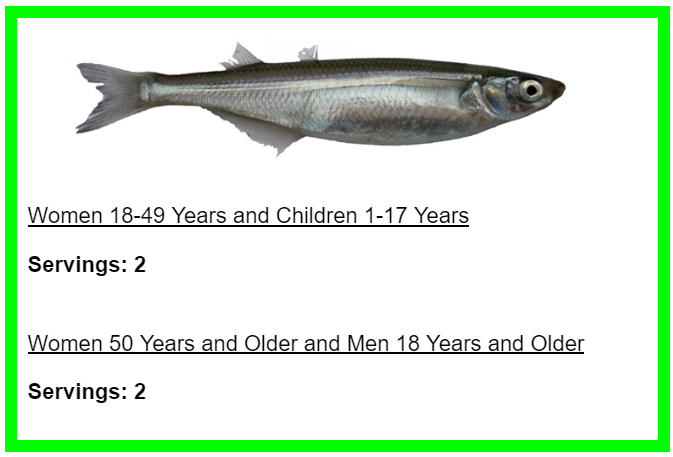 Women 18-49 Years and Children 1-17 Years
Servings: 2
Women 50 Years and Older and Men 18 Years and Older
Servings: 2